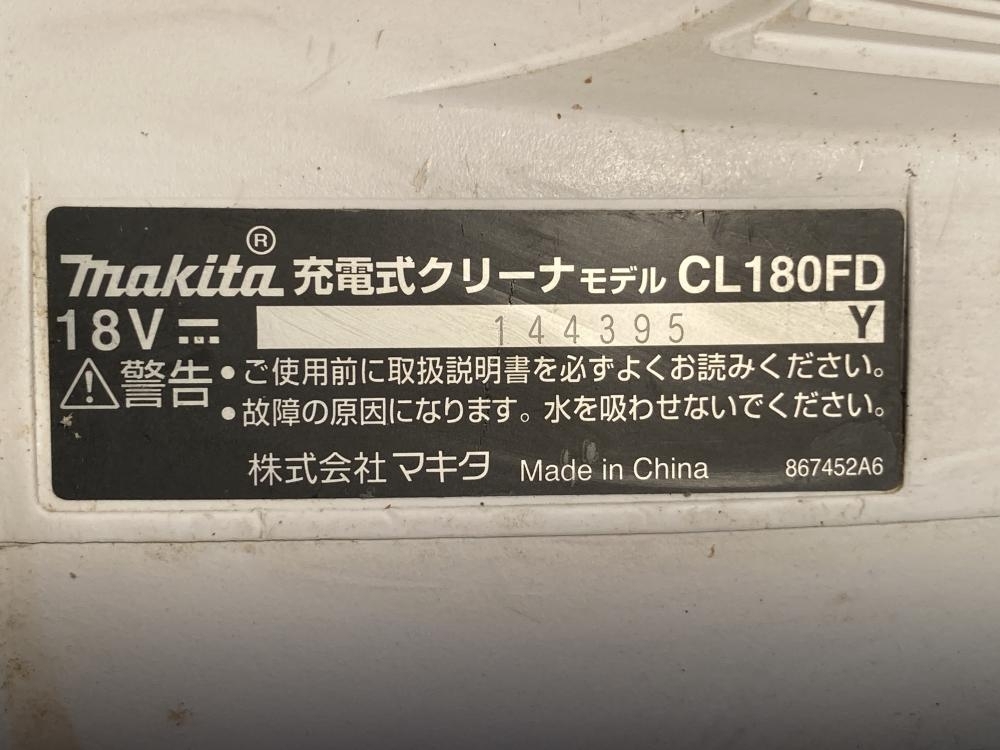 makita® 充電式クリーナ モデル CL180FD
18V 144395 Y
警告 • ご使用前に取扱説明書を必ずよくお読みください。
• 故障の原因になります。水を吸わせないでください。
株式会社マキタ Made in China 867452A6